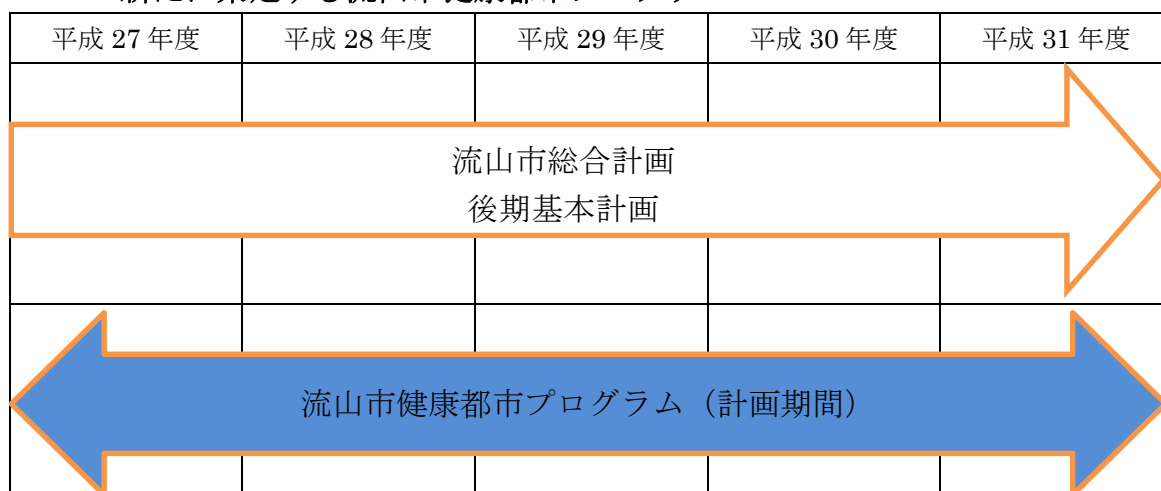 平成 27 年度 平成 28 年度 平成 29 年度 平成 30 年度 平成 31 年度
流山市総合計画
後期基本計画
流山市健康都市プログラム（計画期間）